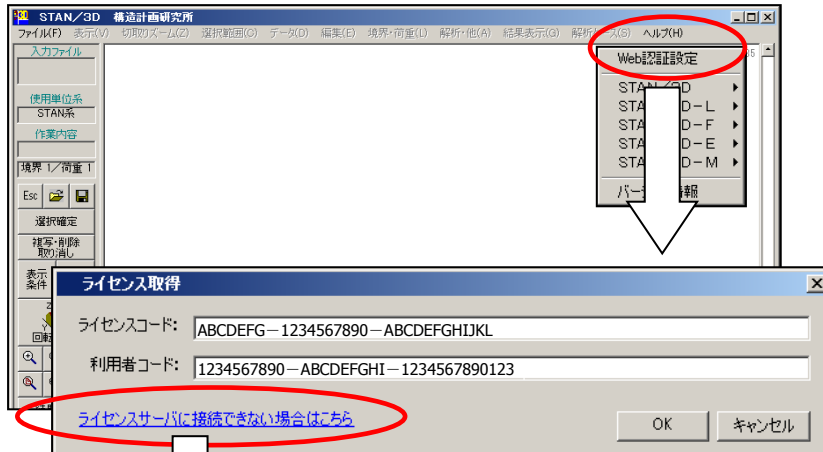 STAN／3D 構造計画研究所
ファイル(F) 表示(V) 切取りズーム(Z) 選択範囲(C) データ(D) 編集(E) 境界・荷重(L) 解析・他(A) 結果表示(G) ヘルプ(H)
入力ファイル
使用単位系
STAN系
作業内容
境界 1／荷重 1
Esc
選択確定
複写・削除
取り消し
表示
条件
Web認証設定
ライセンス取得
ライセンスコード: ABCDEFG－1234567890－ABCDEFGHIJKL
利用者コード: 1234567890－ABCDEFGHI－1234567890123
ライセンスサーバに接続できない場合はこちら
OK キャンセル